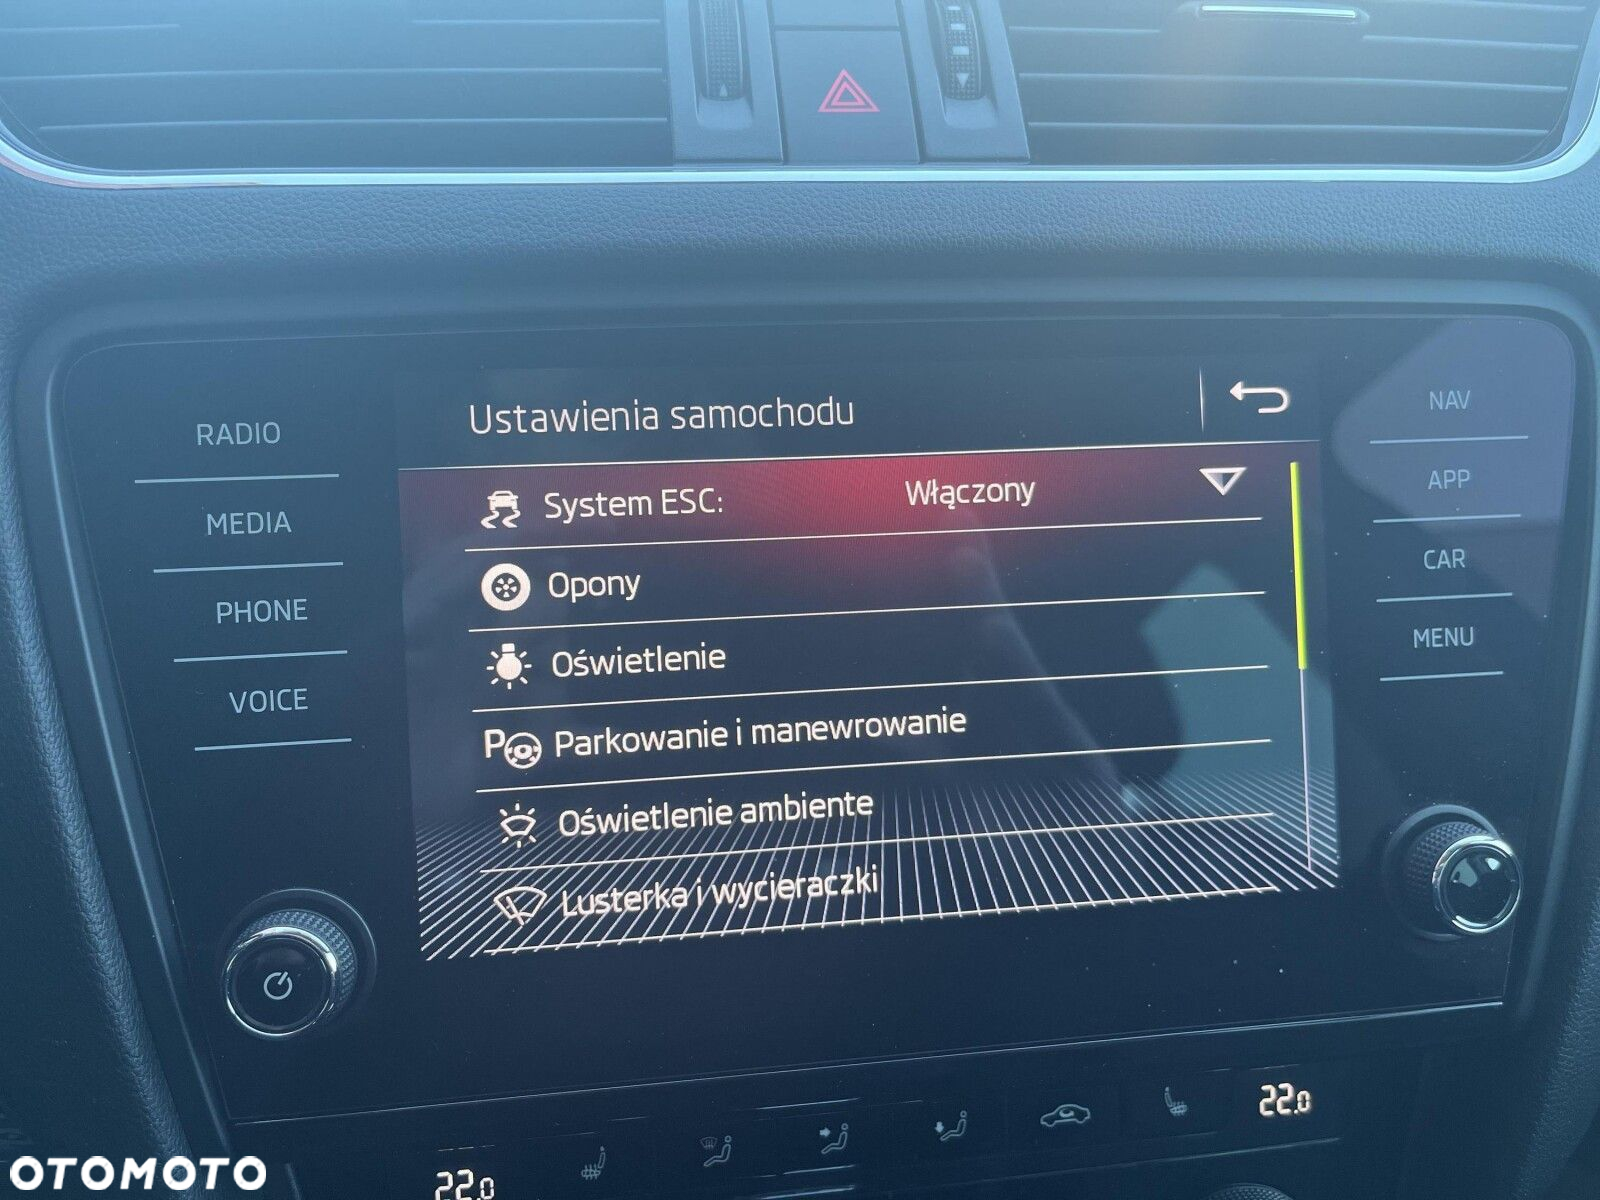 RADIO
MEDIA
PHONE
VOICE
Ustawienia samochodu
System ESC: Włączony
Opony
Oświetlenie
Parkowanie i manewrowanie
Oświetlenie ambiente
Lusterka i wycieraczki
NAV
APP
CAR
MENU
22.0
22.0
OTOMOTO